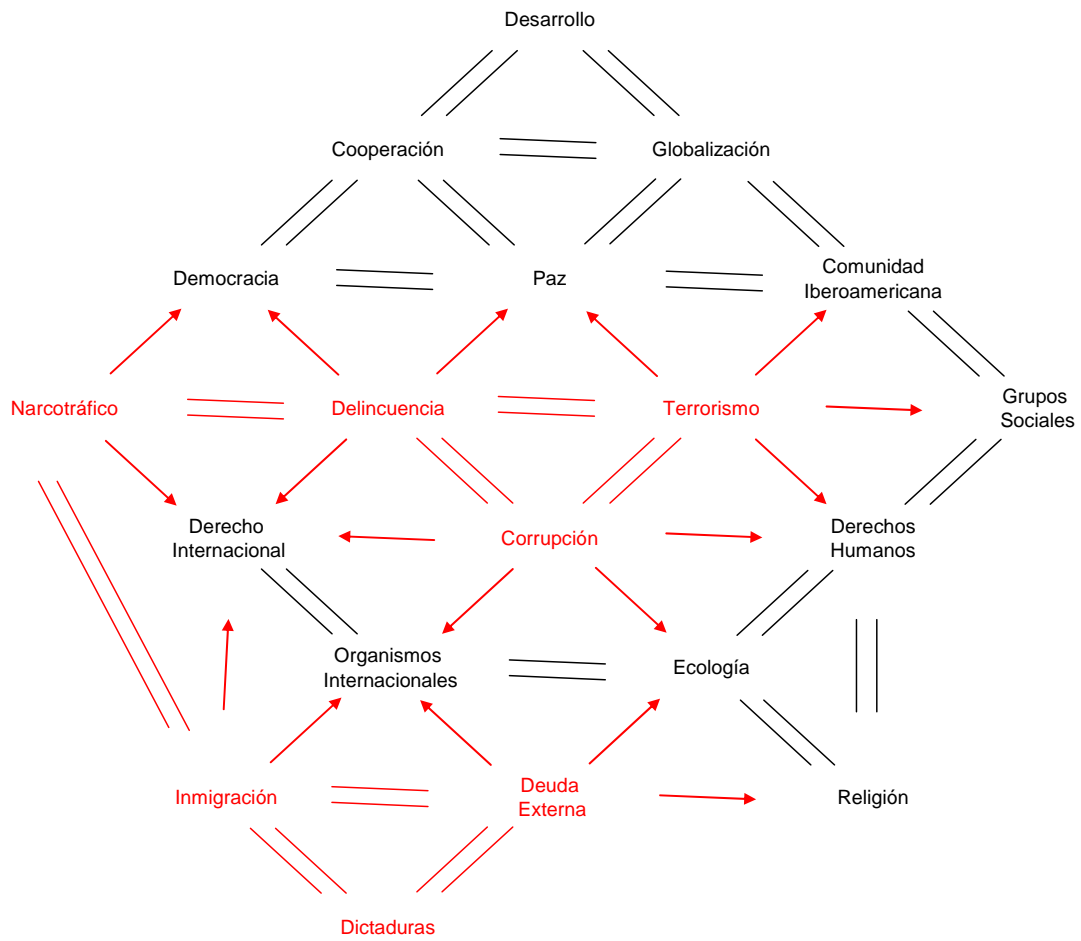 Desarrollo
Cooperación
Globalización
Democracia
Paz
Comunidad
Iberoamericana
Narcotráfico
Delincuencia
Terrorismo
Grupos
Sociales
Derecho
Internacional
Corrupción
Derechos
Humanos
Organismos
Internacionales
Ecología
Inmigración
Deuda
Externa
Religión
Dictaduras